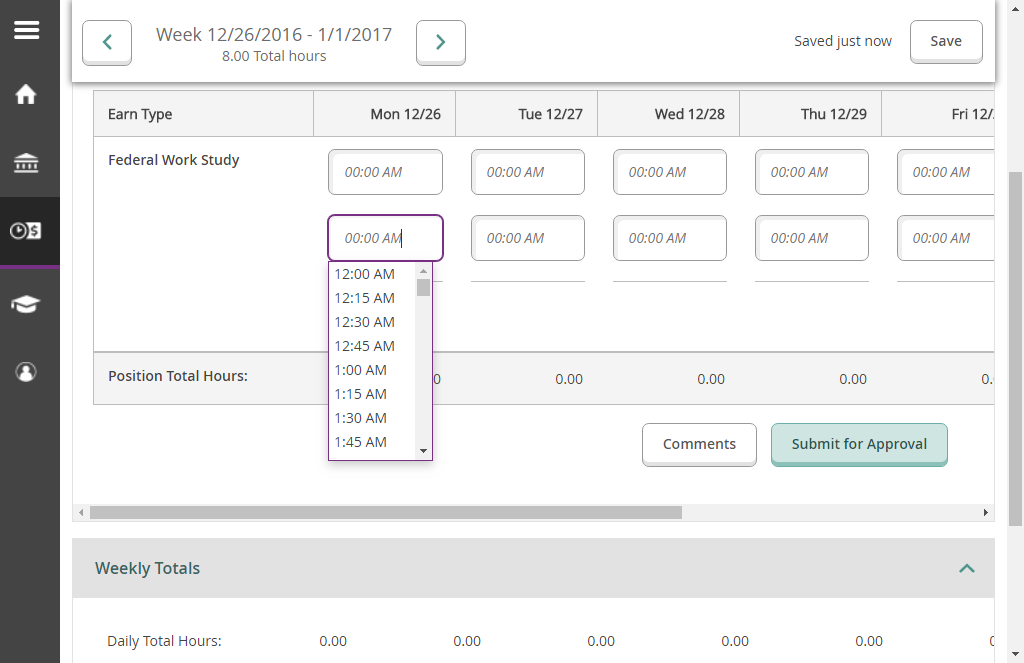 Week 12/26/2016 - 1/1/2017
8.00 Total hours
Saved just now
Save
Earn Type
Mon 12/26
Tue 12/27
Wed 12/28
Thu 12/29
Fri 12/
Federal Work Study
00:00 AM
00:00 AM
00:00 AM
00:00 AM
00:00 AM
00:00 AM
00:00 AM
00:00 AM
00:00 AM
00:00 AM
12:00 AM
12:15 AM
12:30 AM
12:45 AM
1:00 AM
1:15 AM
1:30 AM
1:45 AM
Position Total Hours:
0
0.00
0.00
0.00
0.
Comments
Submit for Approval
Weekly Totals
Daily Total Hours:
0.00
0.00
0.00
0.00
0.00